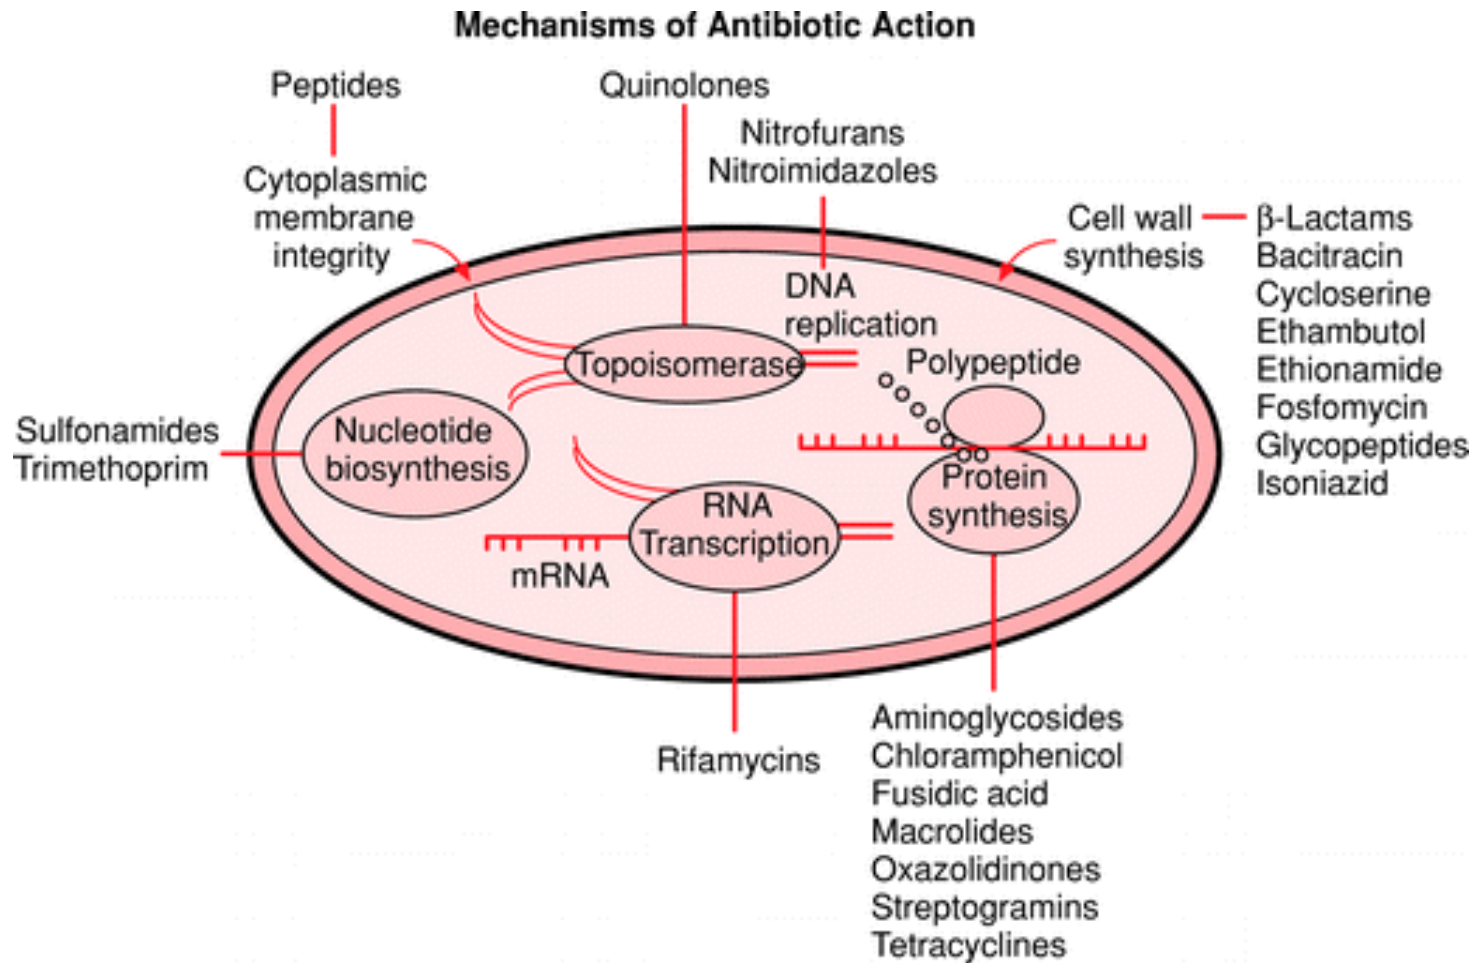 Mechanisms of Antibiotic Action
Peptides
Cytoplasmic
membrane
integrity
Quinolones
Nitrofurans
Nitroimidazoles
Cell wall
synthesis
β-Lactams
Bacitracin
Cycloserine
Ethambutol
Ethionamide
Fosfomycin
Glycopeptides
Isoniazid
DNA
replication
Topoisomerase
Polypeptide
Sulfonamides
Trimethoprim
Nucleotide
biosynthesis
Protein
synthesis
RNA
Transcription
mRNA
Rifamycins
Aminoglycosides
Chloramphenicol
Fusidic acid
Macrolides
Oxazolidinones
Streptogramins
Tetracyclines